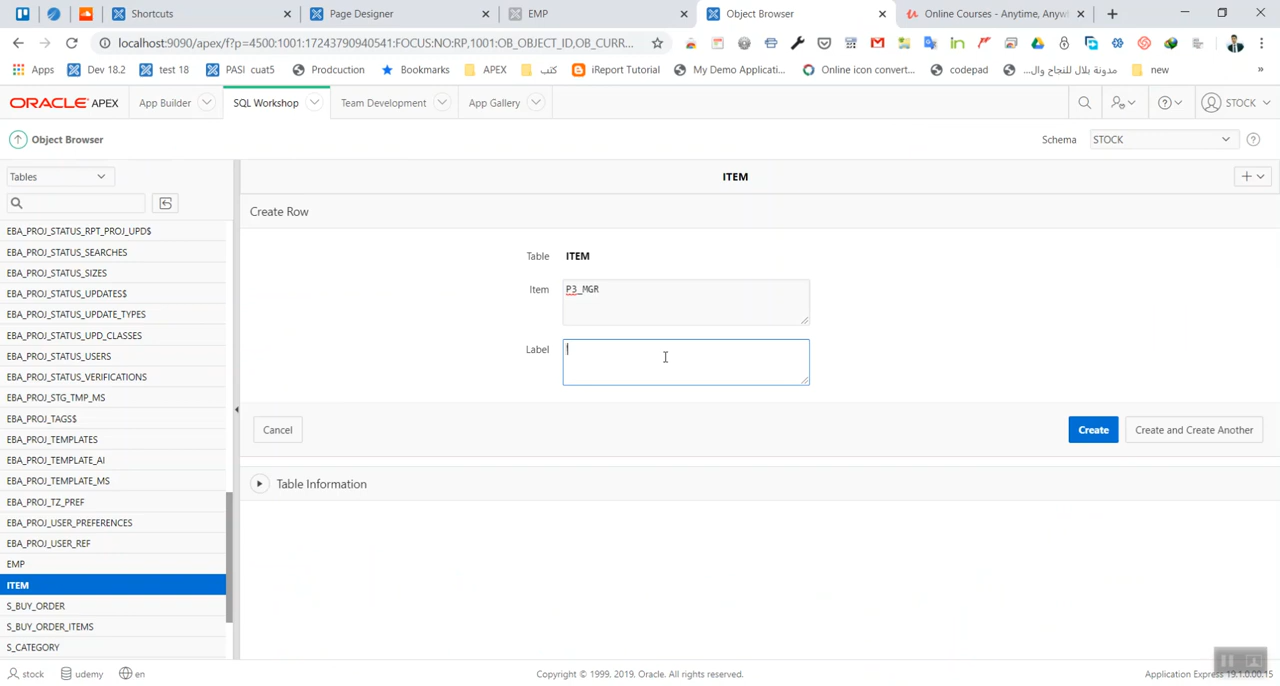 Shortcuts
Page Designer
EMP
Object Browser
Online Courses - Anytime, Anywh
localhost:9090/apex/f?p=4500:1001:17243790940541:FOCUS:NO:RP,1001:OB_OBJECT_ID,OB_CURR...
Apps
Dev 18.2
test 18
PASI cuat5
Prodcuction
Bookmarks
APEX
كتب
iReport Tutorial
My Demo Applicati...
Online icon convert...
codepad
مدونة بلال للنجاح وال...
new
»
ORACLE APEX
App Builder
SQL Workshop
Team Development
App Gallery
STOCK
Object Browser
Schema
STOCK
Tables
ITEM
Create Row
EBA_PROJ_STATUS_RPT_PROJ_UPD$
EBA_PROJ_STATUS_SEARCHES
EBA_PROJ_STATUS_SIZES
EBA_PROJ_STATUS_UPDATES$
EBA_PROJ_STATUS_UPDATE_TYPES
EBA_PROJ_STATUS_UPD_CLASSES
EBA_PROJ_STATUS_USERS
EBA_PROJ_STATUS_VERIFICATIONS
EBA_PROJ_STG_TMP_MS
EBA_PROJ_TAGS$
EBA_PROJ_TEMPLATES
EBA_PROJ_TEMPLATE_AI
EBA_PROJ_TEMPLATE_MS
EBA_PROJ_TZ_PREF
EBA_PROJ_USER_PREFERENCES
EBA_PROJ_USER_REF
EMP
ITEM
S_BUY_ORDER
S_BUY_ORDER_ITEMS
S_CATEGORY
Table ITEM
Item P3_MGR
Label
Cancel
Create
Create and Create Another
Table Information
stock
udemy
en
Copyright © 1999, 2019. Oracle. All rights reserved.
Application Express 19.1.0.00.15